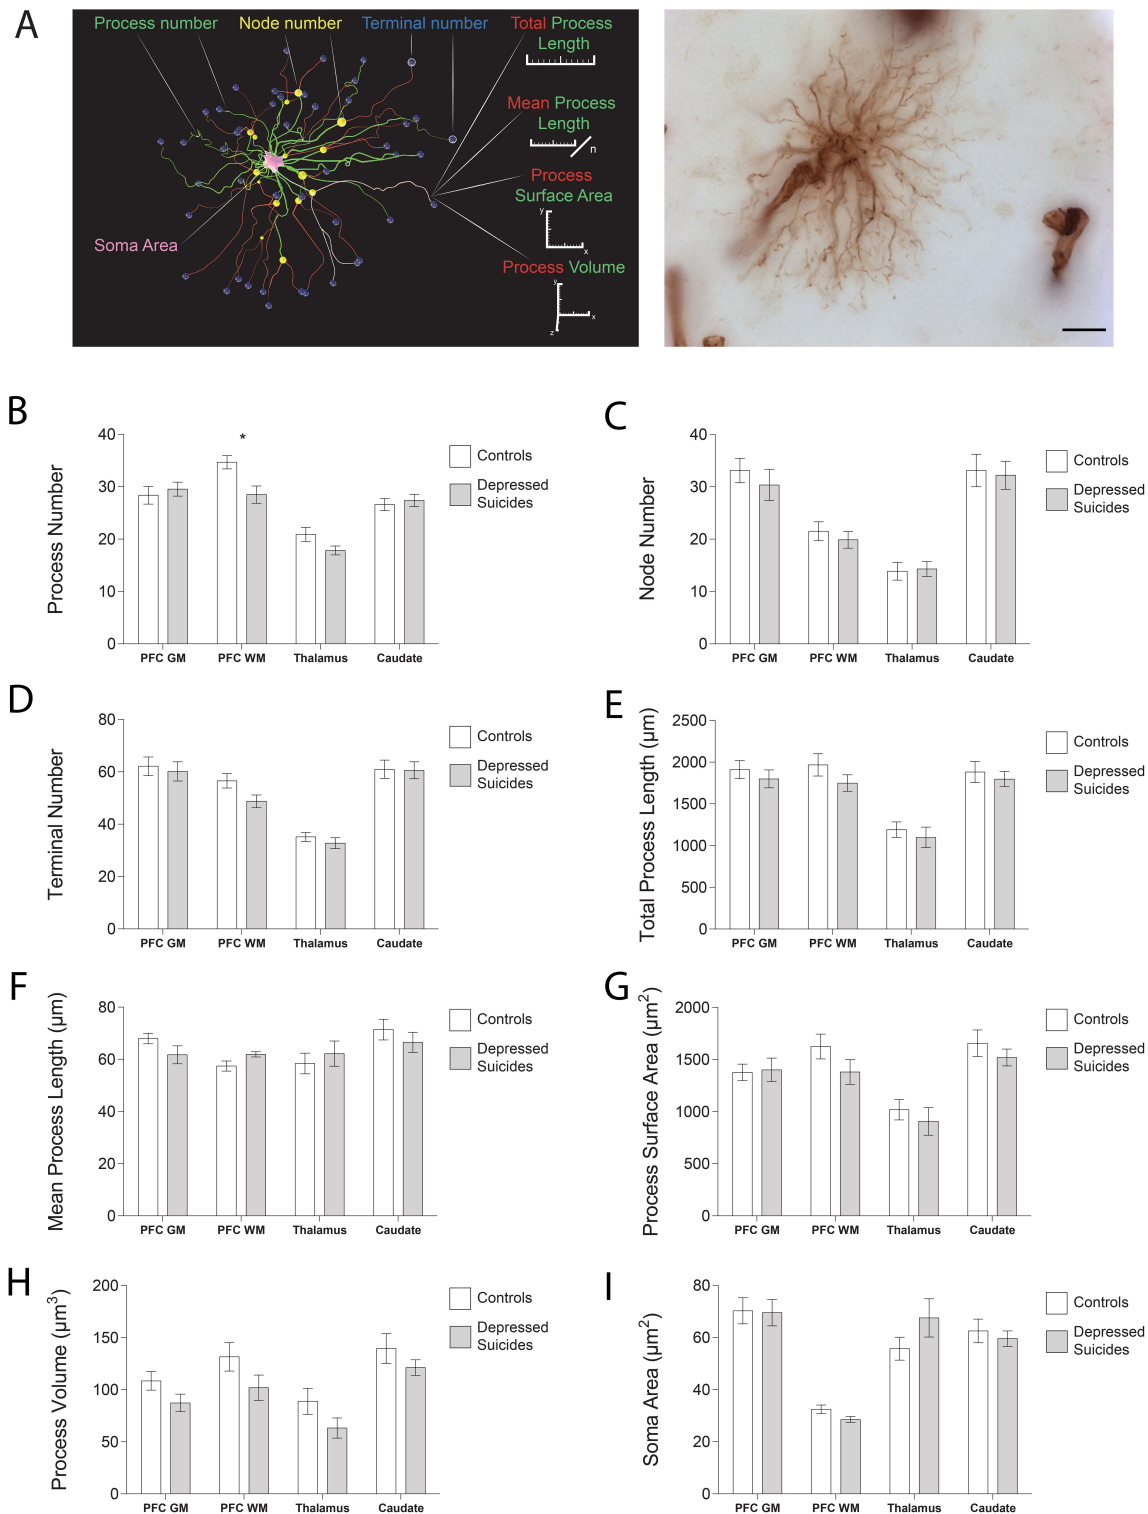 A
Process number
Node number
Terminal number
Total Process
Length
Mean Process
Length
n
Process
Surface Area
y
x
Soma Area
Process Volume
y
x
z
B
Process Number
40
30
20
10
0
*
PFC GM
PFC WM
Thalamus
Caudate
Controls
Depressed
Suicides
C
Node Number
40
30
20
10
0
PFC GM
PFC WM
Thalamus
Caudate
Controls
Depressed
Suicides
D
Terminal Number
80
60
40
20
0
PFC GM
PFC WM
Thalamus
Caudate
Controls
Depressed
Suicides
E
Total Process Length (µm)
2500
2000
1500
1000
500
0
PFC GM
PFC WM
Thalamus
Caudate
Controls
Depressed
Suicides
F
Mean Process Length (µm)
80
60
40
20
0
PFC GM
PFC WM
Thalamus
Caudate
Controls
Depressed
Suicides
G
Process Surface Area (µm²)
2000
1500
1000
500
0
PFC GM
PFC WM
Thalamus
Caudate
Controls
Depressed
Suicides
H
Process Volume (µm³)
200
150
100
50
0
PFC GM
PFC WM
Thalamus
Caudate
Controls
Depressed
Suicides
I
Soma Area (µm²)
80
60
40
20
0
PFC GM
PFC WM
Thalamus
Caudate
Controls
Depressed
Suicides